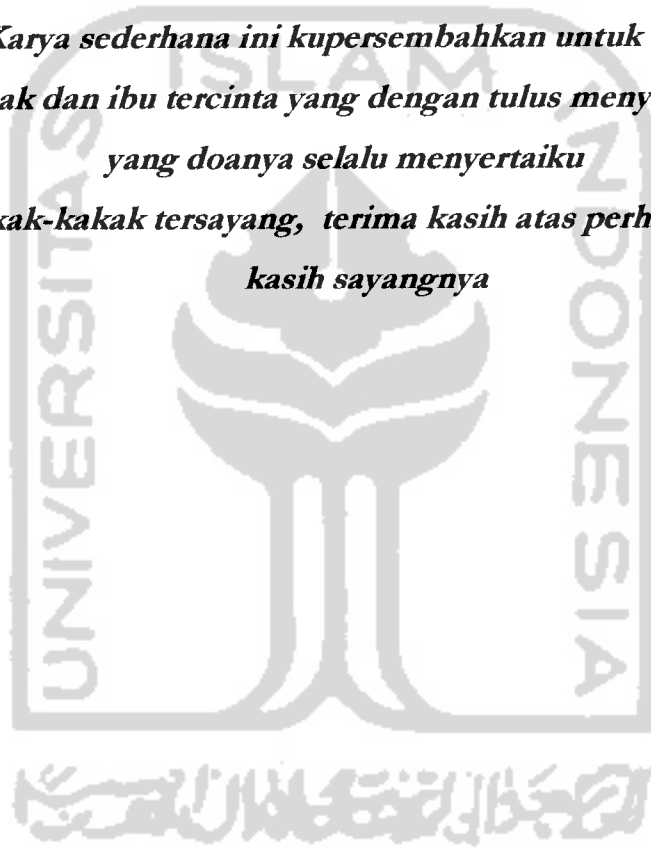 Karya sederhana ini kupersembahkan untuk
ak dan ibu tercinta yang dengan tulus meny
yang doanya selalu menyertaiku
kak-kakak tersayang, terima kasih atas perh
kasih sayangnya
ISLAM
UNIVERSITAS
INDONESIA